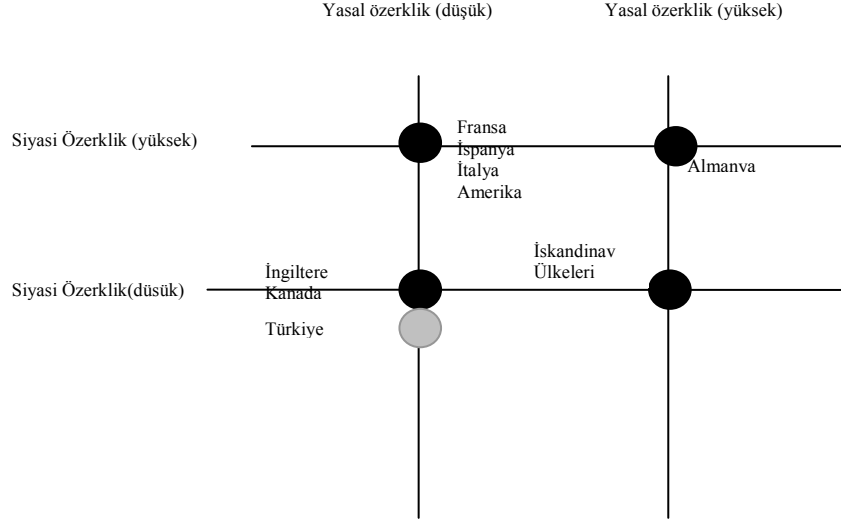 Yasal özerklik (düşük)
Yasal özerklik (yüksek)
Siyasi Özerklik (yüksek)
Fransa
İspanya
İtalya
Amerika
Almanya
Siyasi Özerklik(düsük)
İngiltere
Kanada
İskandinav
Ülkeleri
Türkiye